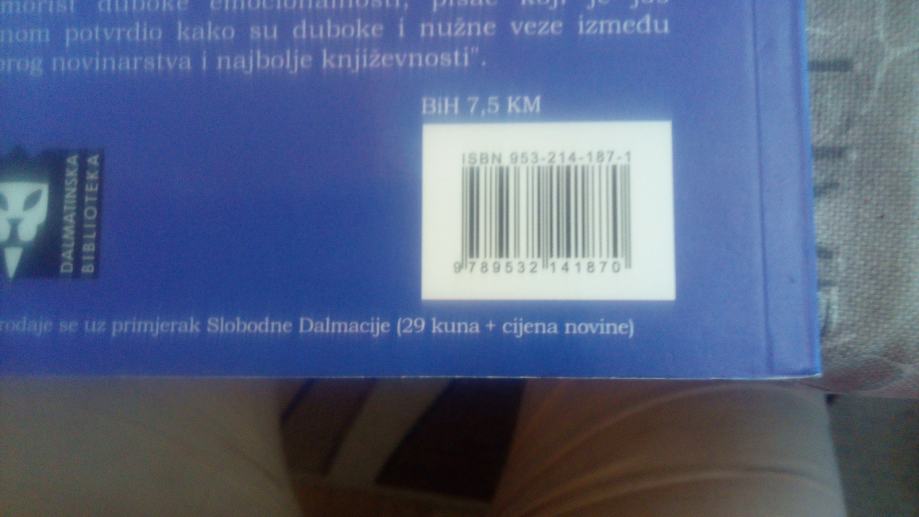 duboke emocionalnosti, pisac koji je još
nom potvrdio kako su duboke i nužne veze između
brog novinarstva i najbolje književnosti".
BiH 7,5 KM
ISBN 953-214-187-1
9 789532 141870
DALMATINSKA
BIBLIOTEKA
rodaje se uz primjerak Slobodne Dalmacije (29 kuna + cijena novine)